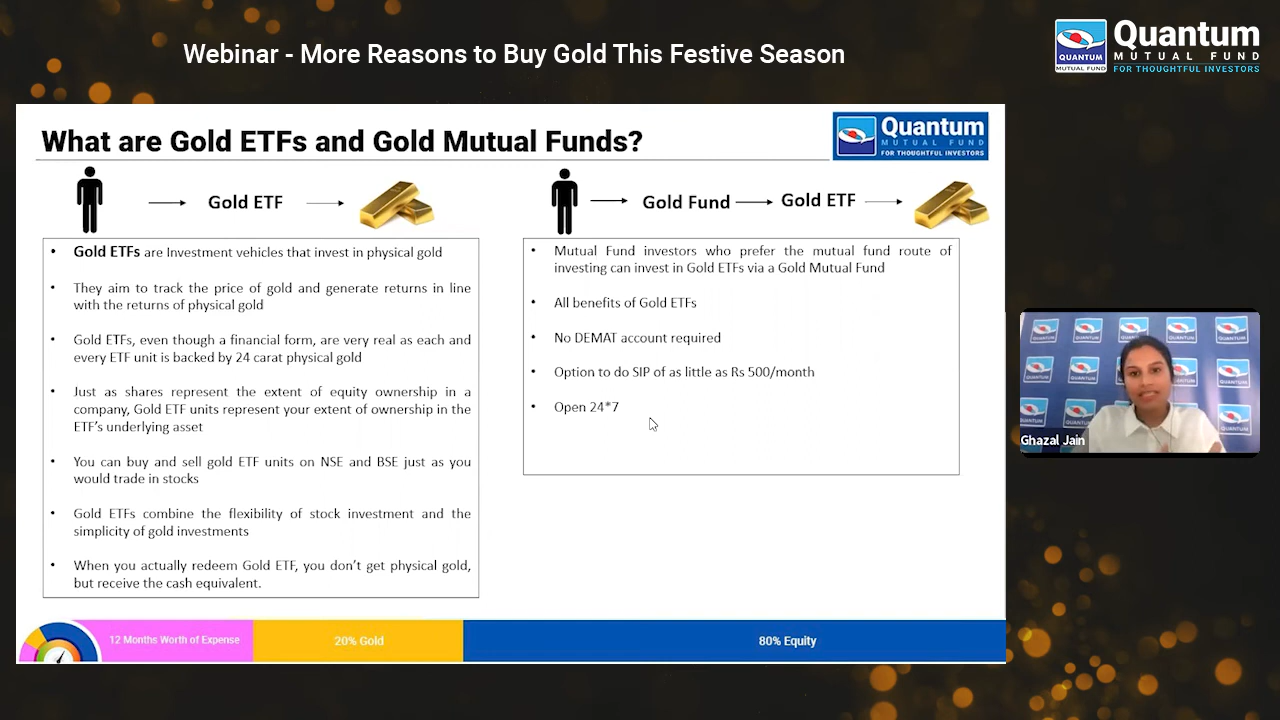 Webinar - More Reasons to Buy Gold This Festive Season
QUANTUM
MUTUAL FUND
Quantum
MUTUAL FUND
FOR THOUGHTFUL INVESTORS
What are Gold ETFs and Gold Mutual Funds?
Quantum
MUTUAL FUND
FOR THOUGHTFUL INVESTORS
Gold ETF
• Gold ETFs are Investment vehicles that invest in physical gold
• They aim to track the price of gold and generate returns in line
with the returns of physical gold
• Gold ETFs, even though a financial form, are very real as each and
every ETF unit is backed by 24 carat physical gold
• Just as shares represent the extent of equity ownership in a
company, Gold ETF units represent your extent of ownership in the
ETF's underlying asset
• You can buy and sell gold ETF units on NSE and BSE just as you
would trade in stocks
• Gold ETFs combine the flexibility of stock investment and the
simplicity of gold investments
• When you actually redeem Gold ETF, you don't get physical gold,
but receive the cash equivalent.
Gold Fund
Gold ETF
• Mutual Fund investors who prefer the mutual fund route of
investing can invest in Gold ETFs via a Gold Mutual Fund
• All benefits of Gold ETFs
• No DEMAT account required
• Option to do SIP of as little as Rs 500/month
• Open 24*7
12 Months Worth of Expense
20% Gold
80% Equity
QUANTUM
Ghazal Jain